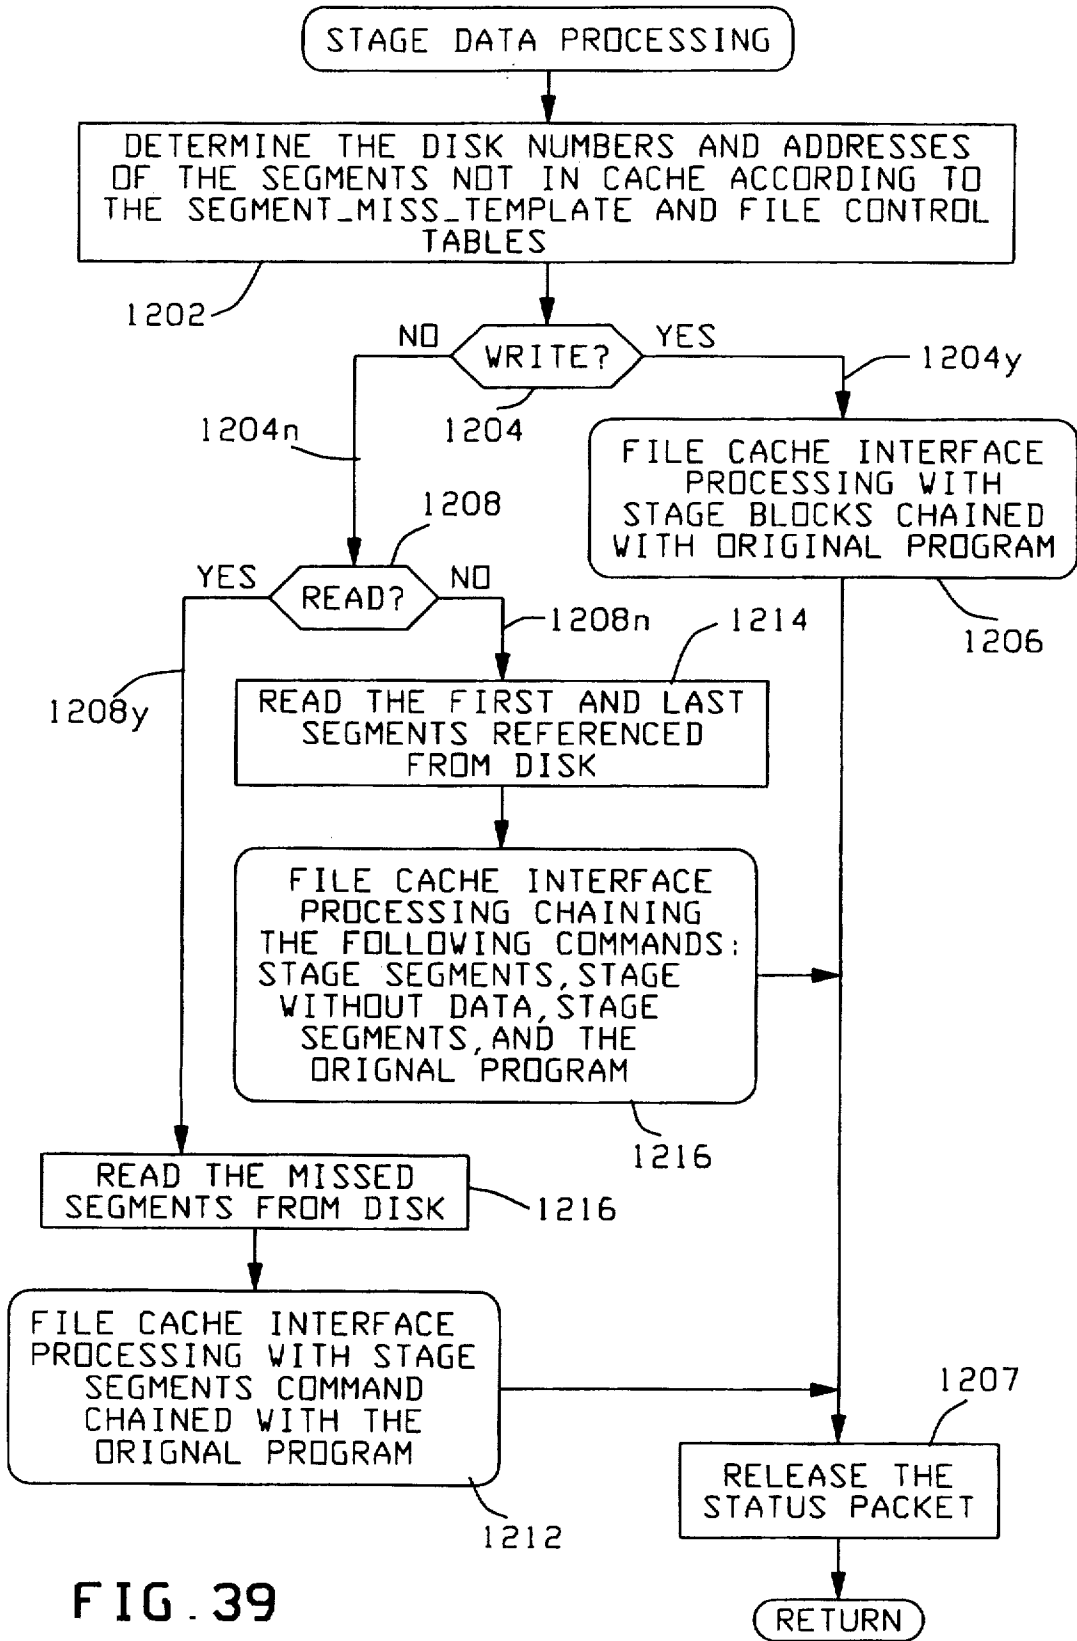 STAGE DATA PROCESSING
DETERMINE THE DISK NUMBERS AND ADDRESSES
OF THE SEGMENTS NOT IN CACHE ACCORDING TO
THE SEGMENT_MISS_TEMPLATE AND FILE CONTROL
TABLES
1202
NO
WRITE?
YES
1204y
1204n
1204
FILE CACHE INTERFACE
PROCESSING WITH
STAGE BLOCKS CHAINED
WITH ORIGINAL PROGRAM
1206
1208
YES
READ?
NO
1208n
1214
1208y
READ THE FIRST AND LAST
SEGMENTS REFERENCED
FROM DISK
FILE CACHE INTERFACE
PROCESSING CHAINING
THE FOLLOWING COMMANDS:
STAGE SEGMENTS, STAGE
WITHOUT DATA, STAGE
SEGMENTS, AND THE
ORIGNAL PROGRAM
1216
READ THE MISSED
SEGMENTS FROM DISK
1216
FILE CACHE INTERFACE
PROCESSING WITH STAGE
SEGMENTS COMMAND
CHAINED WITH THE
ORIGNAL PROGRAM
1212
1207
RELEASE THE
STATUS PACKET
RETURN
FIG. 39